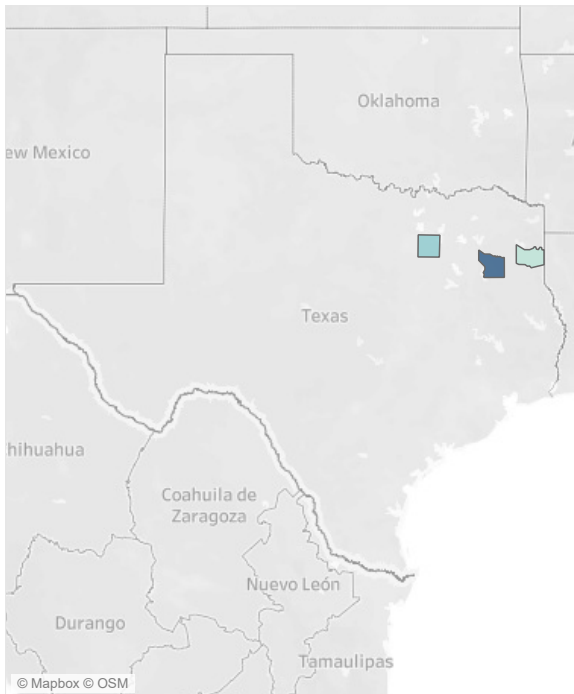 Oklahoma
ew Mexico
Texas
hihuahua
Coahuila de
Zaragoza
Nuevo León
Durango
Tamaulipas
© Mapbox © OSM